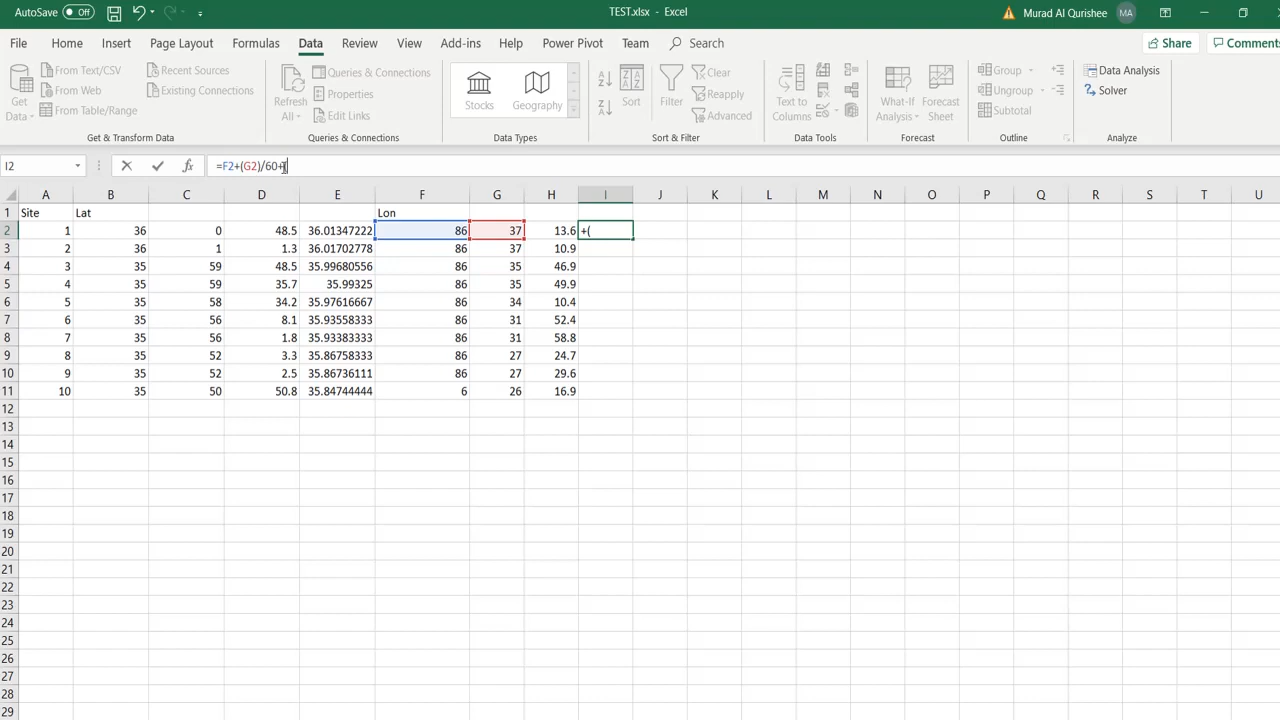 AutoSave Off TEST.xlsx - Excel Murad Al Qurishee MA
File Home Insert Page Layout Formulas Data Review View Add-ins Help Power Pivot Team Search Share Comments
Get Data From Text/CSV From Web From Table/Range Recent Sources Existing Connections
Get & Transform Data
Refresh All Queries & Connections Properties Edit Links
Queries & Connections
Stocks Geography
Data Types
Sort Filter Clear Reapply Advanced
Sort & Filter
Text to Columns
Data Tools
What-If Analysis Forecast Sheet
Forecast
Group Ungroup Subtotal
Outline
Data Analysis Solver
Analyze
I2 fx =F2+(G2)/60+
A B C D E F G H I J K L M N O P Q R S T U
1 Site Lat Lon
2 1 36 0 48.5 36.01347222 86 37 13.6 +(
3 2 36 1 1.3 36.01702778 86 37 10.9
4 3 35 59 48.5 35.99680556 86 35 46.9
5 4 35 59 35.7 35.99325 86 35 49.9
6 5 35 58 34.2 35.97616667 86 34 10.4
7 6 35 56 8.1 35.93558333 86 31 52.4
8 7 35 56 1.8 35.93383333 86 31 58.8
9 8 35 52 3.3 35.86758333 86 27 24.7
10 9 35 52 2.5 35.86736111 86 27 29.6
11 10 35 50 50.8 35.84744444 6 26 16.9
12
13
14
15
16
17
18
19
20
21
22
23
24
25
26
27
28
29